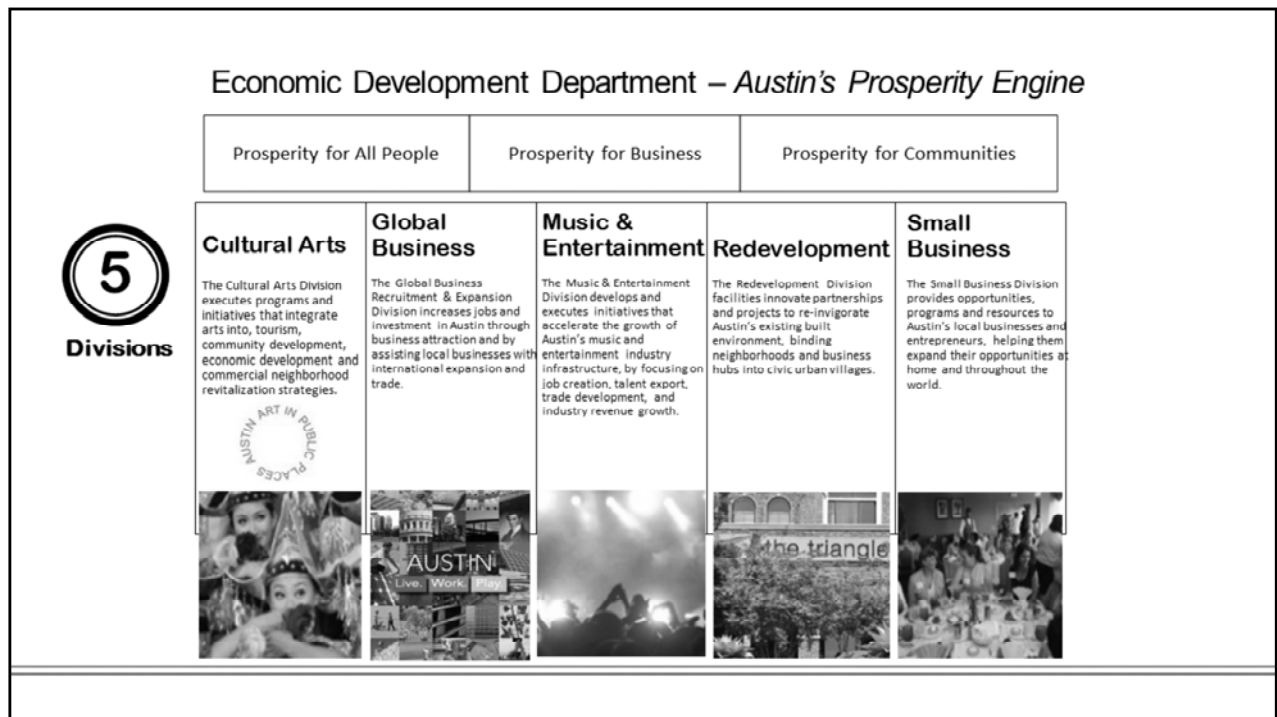 Economic Development Department – Austin's Prosperity Engine
Prosperity for All People
Prosperity for Business
Prosperity for Communities
5
Divisions
Cultural Arts
The Cultural Arts Division
executes programs and
initiatives that integrate
arts into, tourism,
community development,
economic development and
commercial neighborhood
revitalization strategies.
AUSTIN ART IN PUBLIC PLACES
Global
Business
The Global Business
Recruitment & Expansion
Division increases jobs and
investment in Austin through
business attraction and by
assisting local businesses with
international expansion and
trade.
AUSTIN
Live. Work. Play.
Music &
Entertainment
The Music & Entertainment
Division develops and
executes initiatives that
accelerate the growth of
Austin's music and
entertainment industry
infrastructure, by focusing on
job creation, talent export,
trade development, and
industry revenue growth.
Redevelopment
The Redevelopment Division
facilities innovate partnerships
and projects to re-invigorate
Austin's existing built
environment, binding
neighborhoods and business
hubs into civic urban villages.
the triangle
Small
Business
The Small Business Division
provides opportunities,
programs and resources to
Austin's local businesses and
entrepreneurs, helping them
expand their opportunities at
home and throughout the
world.